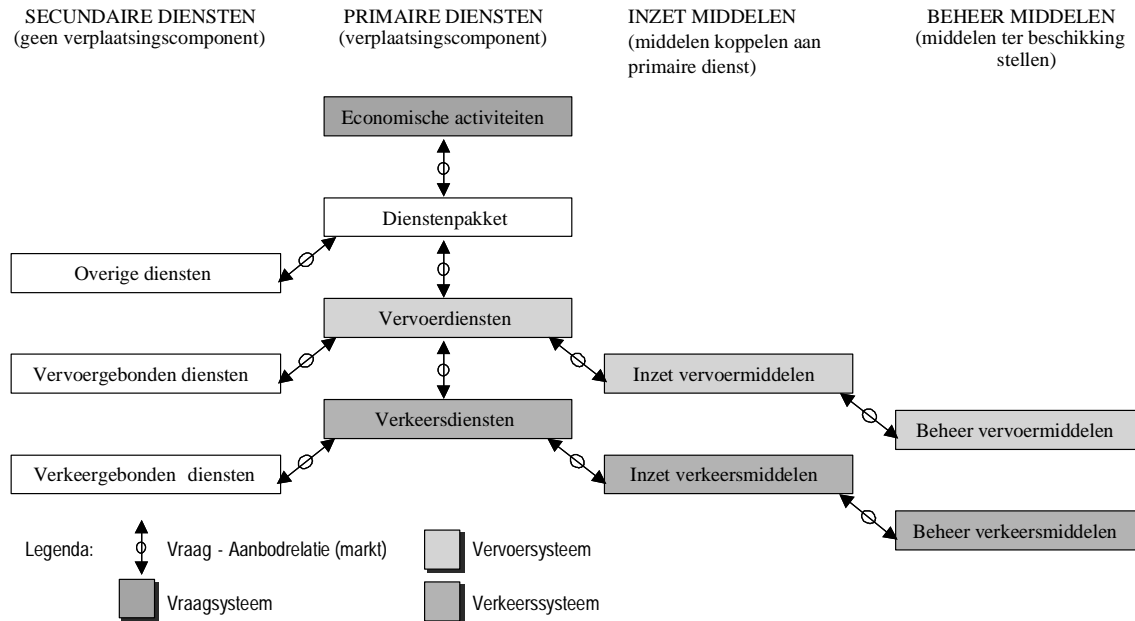 SECUNDAIRE DIENSTEN
(geen verplaatsingscomponent)
PRIMAIRE DIENSTEN
(verplaatsingscomponent)
INZET MIDDELEN
(middelen koppelen aan
primaire dienst)
BEHEER MIDDELEN
(middelen ter beschikking
stellen)
Economische activiteiten
Dienstenpakket
Overige diensten
Vervoerdiensten
Vervoergebonden diensten
Inzet vervoermiddelen
Verkeersdiensten
Beheer vervoermiddelen
Verkeergebonden diensten
Inzet verkeersmiddelen
Beheer verkeersmiddelen
Legenda:
Vraag - Aanbodrelatie (markt)
Vervoersysteem
Vraagsysteem
Verkeerssysteem